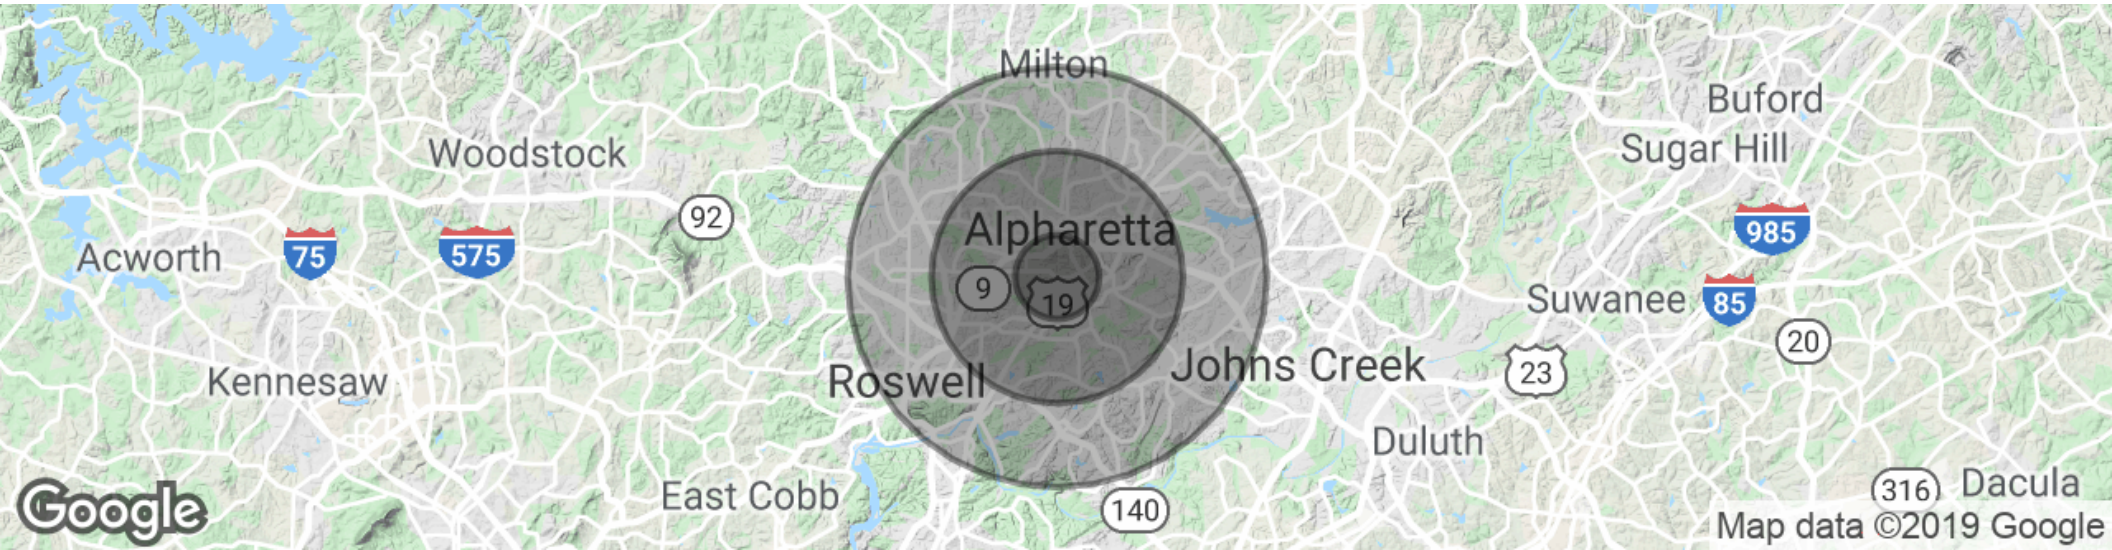 Milton
Buford
Sugar Hill
Woodstock
92
Alpharetta
985
Acworth
75
575
9
19
Suwanee
85
20
Kennesaw
Roswell
Johns Creek
23
Duluth
East Cobb
140
316
Dacula
Google
Map data ©2019 Google